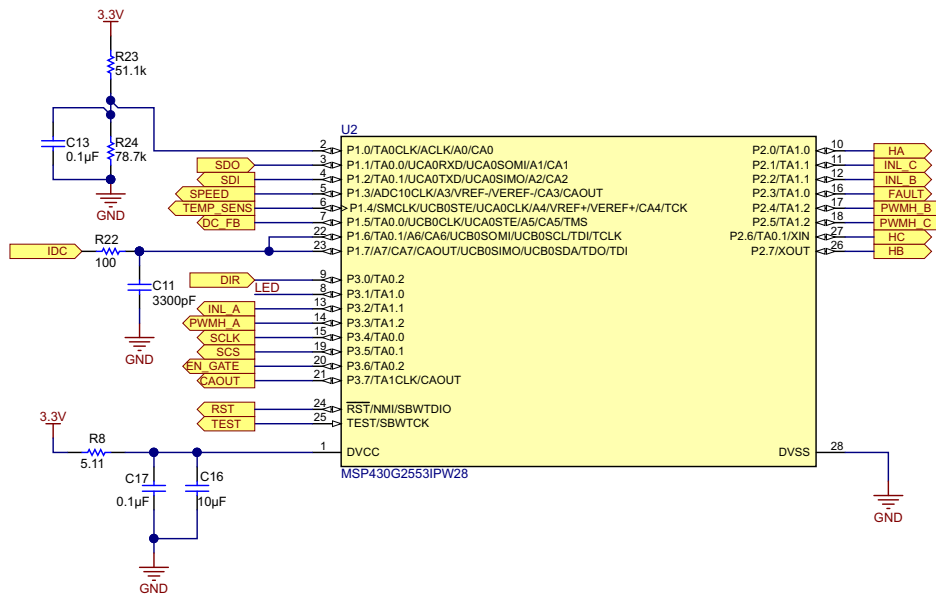 3.3V
R23
51.1k
C13
0.1µF
R24
78.7k
GND
U2
2 P1.0/TA0CLK/ACLK/A0/CA0
SDO 3 P1.1/TA0.0/UCA0RXD/UCA0SOMI/A1/CA1
SDI 4 P1.2/TA0.1/UCA0TXD/UCA0SIMO/A2/CA2
SPEED 5 P1.3/ADC10CLK/A3/VREF-/VEREF-/CA3/CAOUT
TEMP_SENS 6 P1.4/SMCLK/UCB0STE/UCA0CLK/A4/VREF+/VEREF+/CA4/TCK
DC_FB 7 P1.5/TA0.0/UCB0CLK/UCA0STE/A5/CA5/TMS
22 P1.6/TA0.1/A6/CA6/UCB0SOMI/UCB0SCL/TDI/TCLK
23 P1.7/A7/CA7/CAOUT/UCB0SIMO/UCB0SDA/TDO/TDI
P2.0/TA1.0 10 HA
P2.1/TA1.1 11 INL_C
P2.2/TA1.1 12 INL_B
P2.3/TA1.0 16 FAULT
P2.4/TA1.2 17 PWMH_B
P2.5/TA1.2 18 PWMH_C
P2.6/TA0.1/XIN 27 HC
P2.7/XOUT 26 HB
IDC
R22
100
C11
3300pF
GND
DIR 9 P3.0/TA0.2
LED 8 P3.1/TA1.0
INL_A 13 P3.2/TA1.1
PWMH_A 14 P3.3/TA1.2
SCLK 15 P3.4/TA0.0
SCS 19 P3.5/TA0.1
EN_GATE 20 P3.6/TA0.2
CAOUT 21 P3.7/TA1CLK/CAOUT
RST 24 RST/NMI/SBWTDIO
TEST 25 TEST/SBWTCK
1 DVCC
DVSS 28
MSP430G2553IPW28
GND
3.3V
R8
5.11
C17
0.1µF
C16
10µF
GND